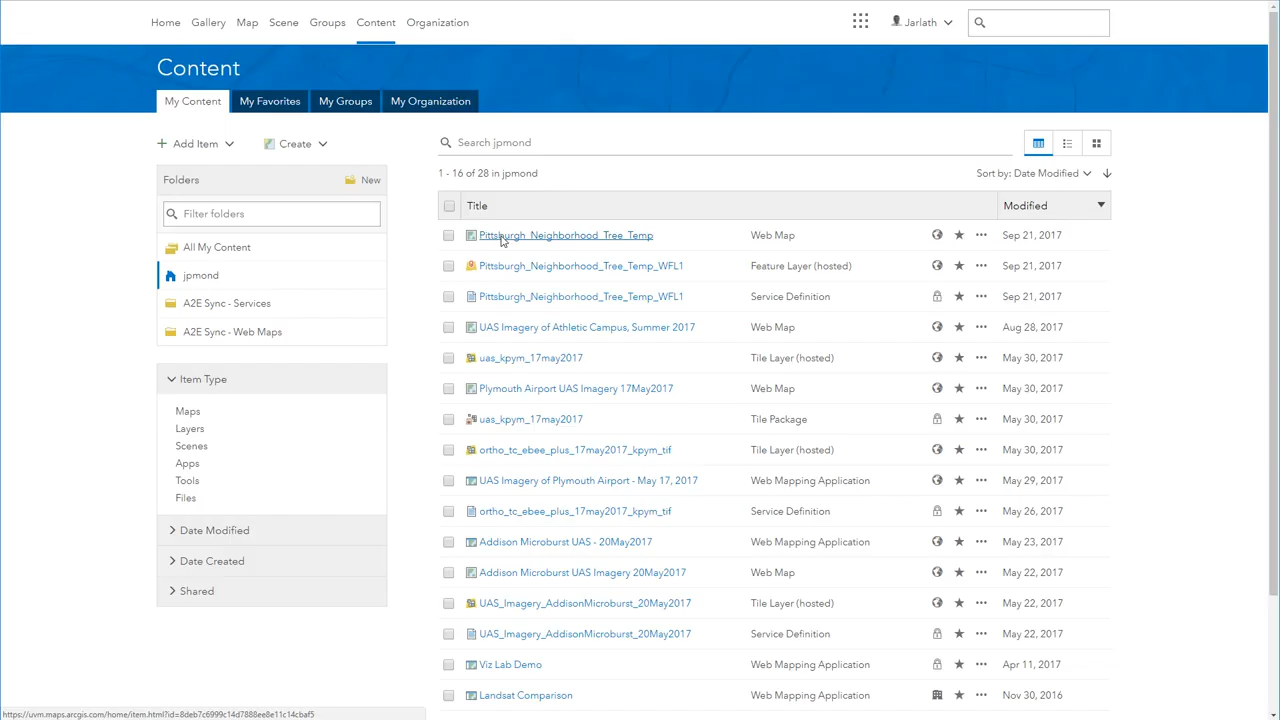 Home Gallery Map Scene Groups Content Organization Jarlath
Content
My Content My Favorites My Groups My Organization
Add Item Create
Search jpmond
Folders New
1 - 16 of 28 in jpmond Sort by: Date Modified
Filter folders
All My Content
jpmond
A2E Sync - Services
A2E Sync - Web Maps
Item Type
Maps
Layers
Scenes
Apps
Tools
Files
Date Modified
Date Created
Shared
Title Modified
Pittsburgh_Neighborhood_Tree_Temp Web Map Sep 21, 2017
Pittsburgh_Neighborhood_Tree_Temp_WFL1 Feature Layer (hosted) Sep 21, 2017
Pittsburgh_Neighborhood_Tree_Temp_WFL1 Service Definition Sep 21, 2017
UAS Imagery of Athletic Campus, Summer 2017 Web Map Aug 28, 2017
uas_kpym_17may2017 Tile Layer (hosted) May 30, 2017
Plymouth Airport UAS Imagery 17May2017 Web Map May 30, 2017
uas_kpym_17may2017 Tile Package May 30, 2017
ortho_tc_ebee_plus_17may2017_kpym_tif Tile Layer (hosted) May 30, 2017
UAS Imagery of Plymouth Airport - May 17, 2017 Web Mapping Application May 29, 2017
ortho_tc_ebee_plus_17may2017_kpym_tif Service Definition May 26, 2017
Addison Microburst UAS - 20May2017 Web Mapping Application May 23, 2017
Addison Microburst UAS Imagery 20May2017 Web Map May 22, 2017
UAS_Imagery_AddisonMicroburst_20May2017 Tile Layer (hosted) May 22, 2017
UAS_Imagery_AddisonMicroburst_20May2017 Service Definition May 22, 2017
Viz Lab Demo Web Mapping Application Apr 11, 2017
Landsat Comparison Web Mapping Application Nov 30, 2016
https://uvm.maps.arcgis.com/home/item.html?id=8deb7c6999c14d7888ee8e11c14cbaf5